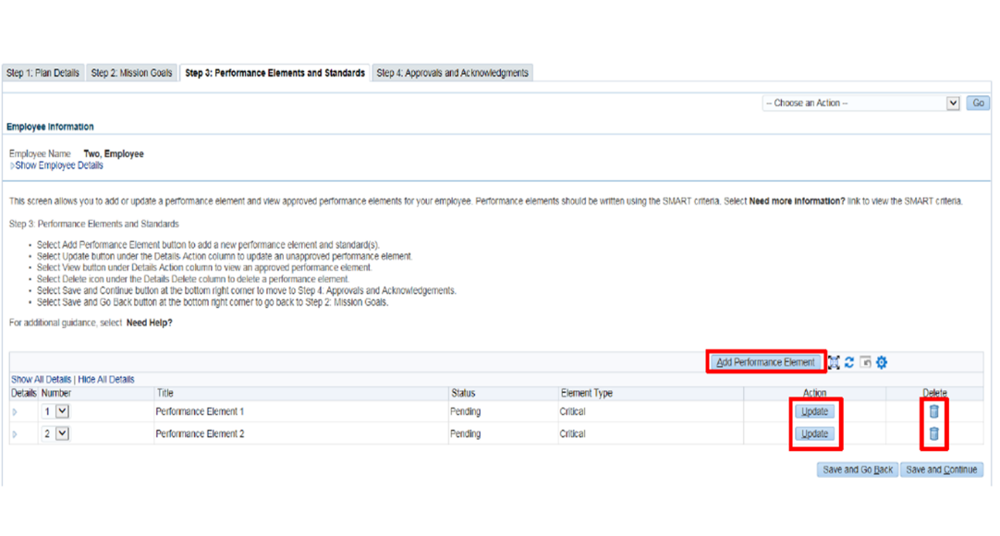 Step 1: Plan Details Step 2: Mission Goals Step 3: Performance Elements and Standards Step 4: Approvals and Acknowledgments
-- Choose an Action -- Go
Employee Information
Employee Name Two, Employee
Show Employee Details
This screen allows you to add or update a performance element and view approved performance elements for your employee. Performance elements should be written using the SMART criteria. Select Need more information? link to view the SMART criteria.
Step 3: Performance Elements and Standards
• Select Add Performance Element button to add a new performance element and standard(s).
• Select Update button under the Details Action column to update an unapproved performance element.
• Select View button under Details Action column to view an approved performance element.
• Select Delete icon under the Details Delete column to delete a performance element.
• Select Save and Continue button at the bottom right corner to move to Step 4: Approvals and Acknowledgements.
• Select Save and Go Back button at the bottom right corner to go back to Step 2: Mission Goals.
For additional guidance, select Need Help?
Add Performance Element
Show All Details | Hide All Details
Details Number Title Status Element Type Action Delete
1 Performance Element 1 Pending Critical Update
2 Performance Element 2 Pending Critical Update
Save and Go Back Save and Continue